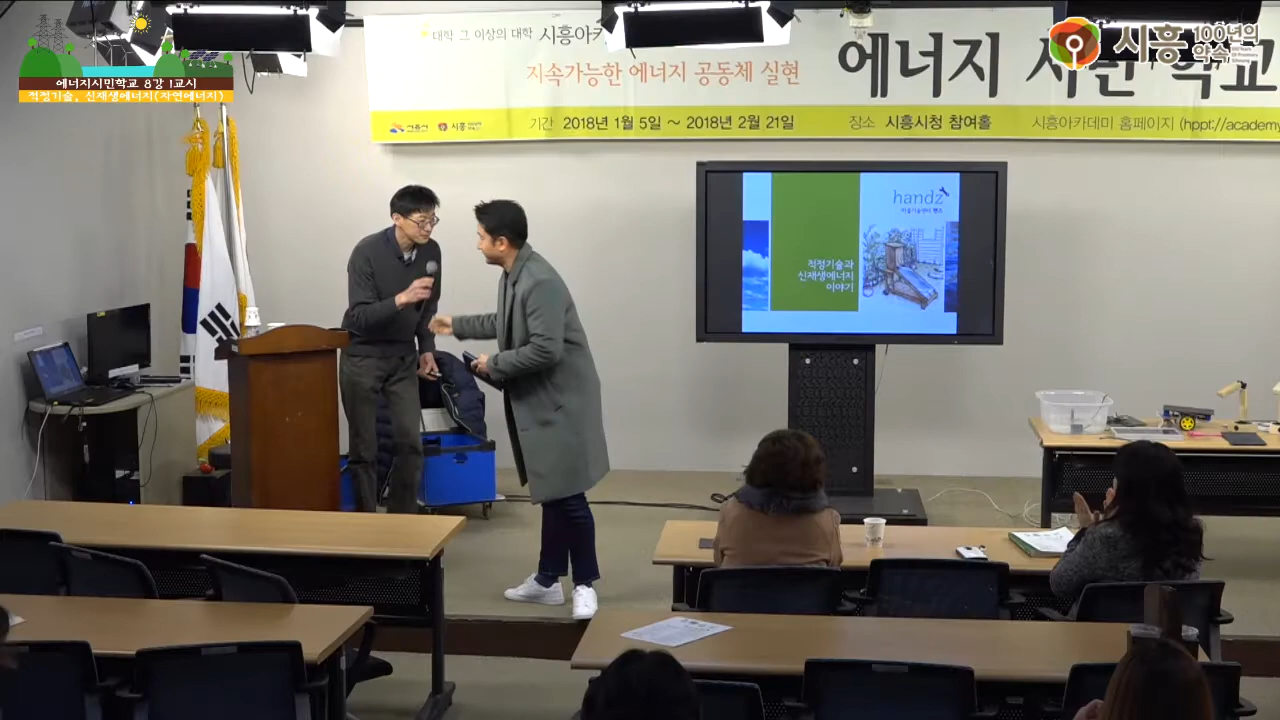 에너지시민학교 8강 1교시
적정기술, 신재생에너지(자연에너지)
대학 그 이상의 대학 시흥아카
지속가능한 에너지 공동체 실현
에너지 시민 학교
시흥시 시흥
기간 2018년 1월 5일 ~ 2018년 2월 21일 장소 시흥시청 참여홀 시흥아카데미 홈페이지 (hppt://academy
시흥 100년의 약속
handz
적정기술과
신재생에너지
이야기